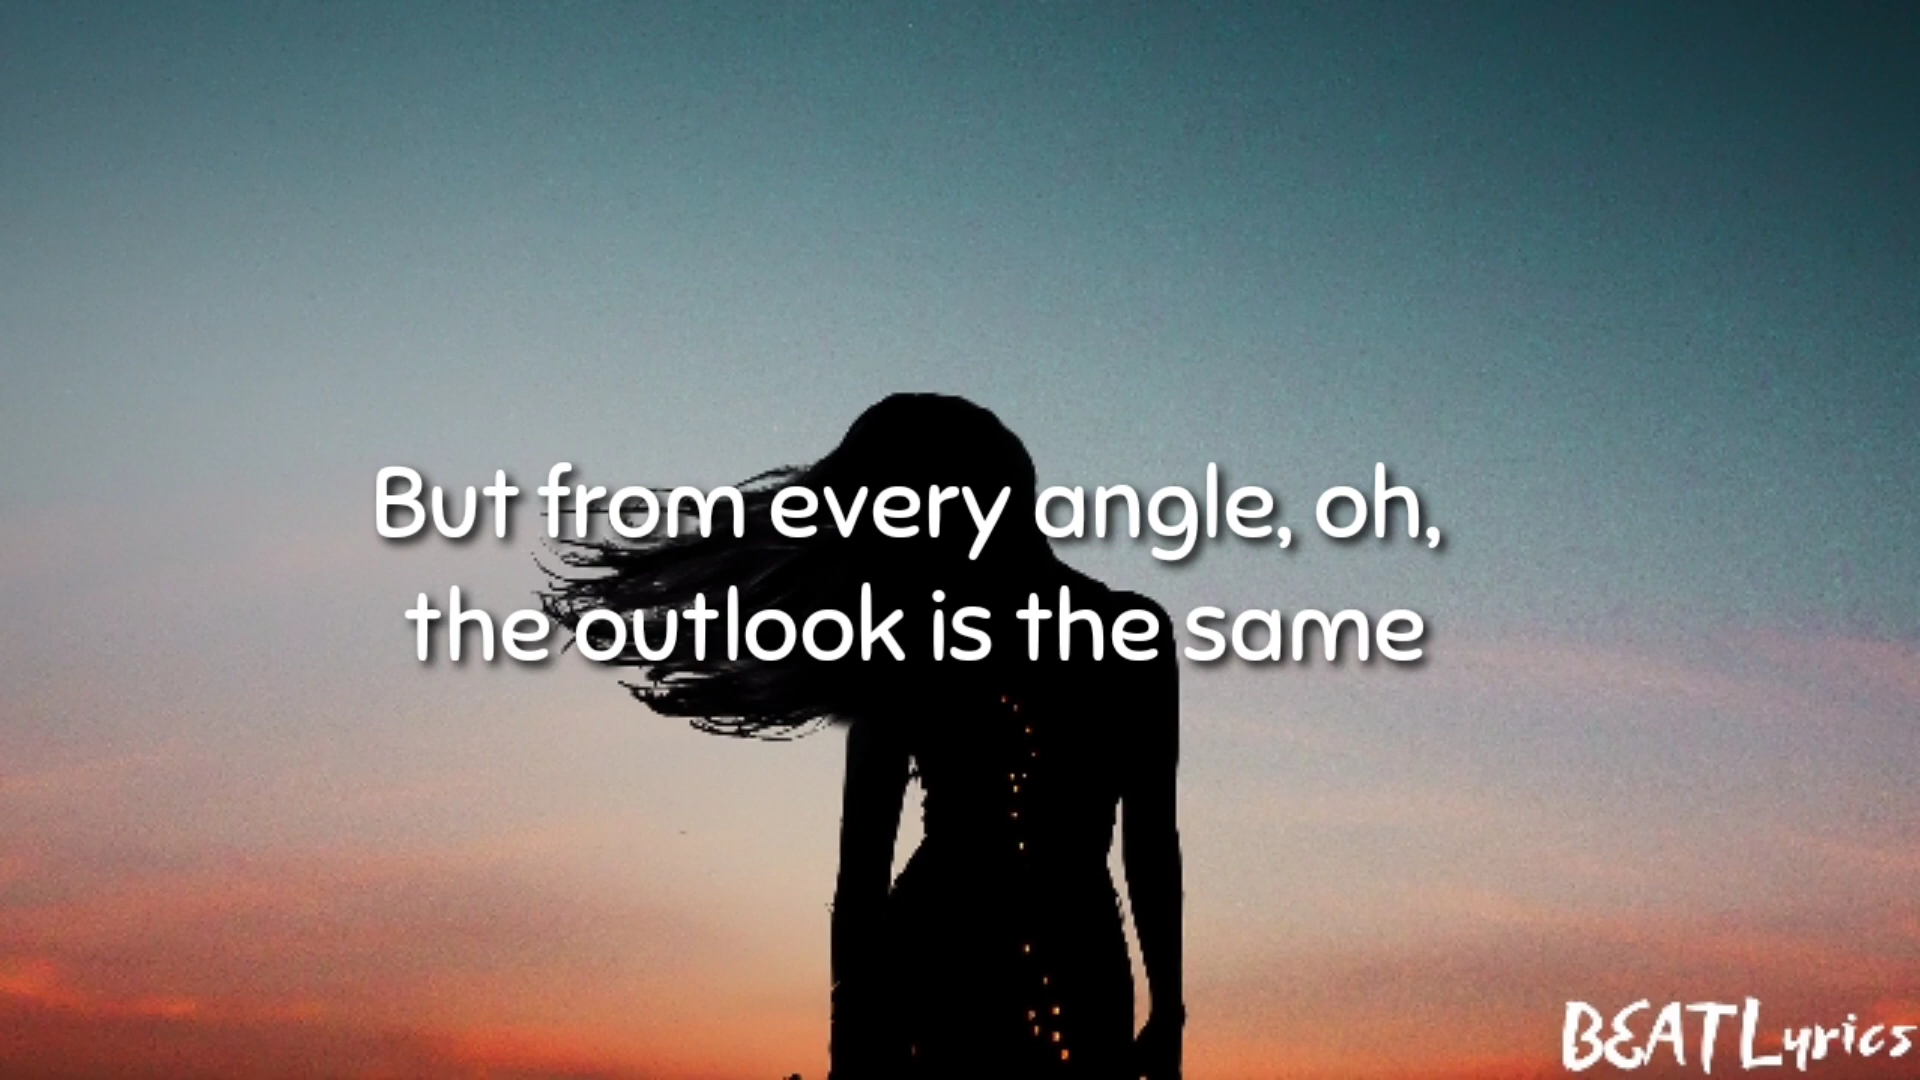 But from every angle, oh,
the outlook is the same
BEATLyrics